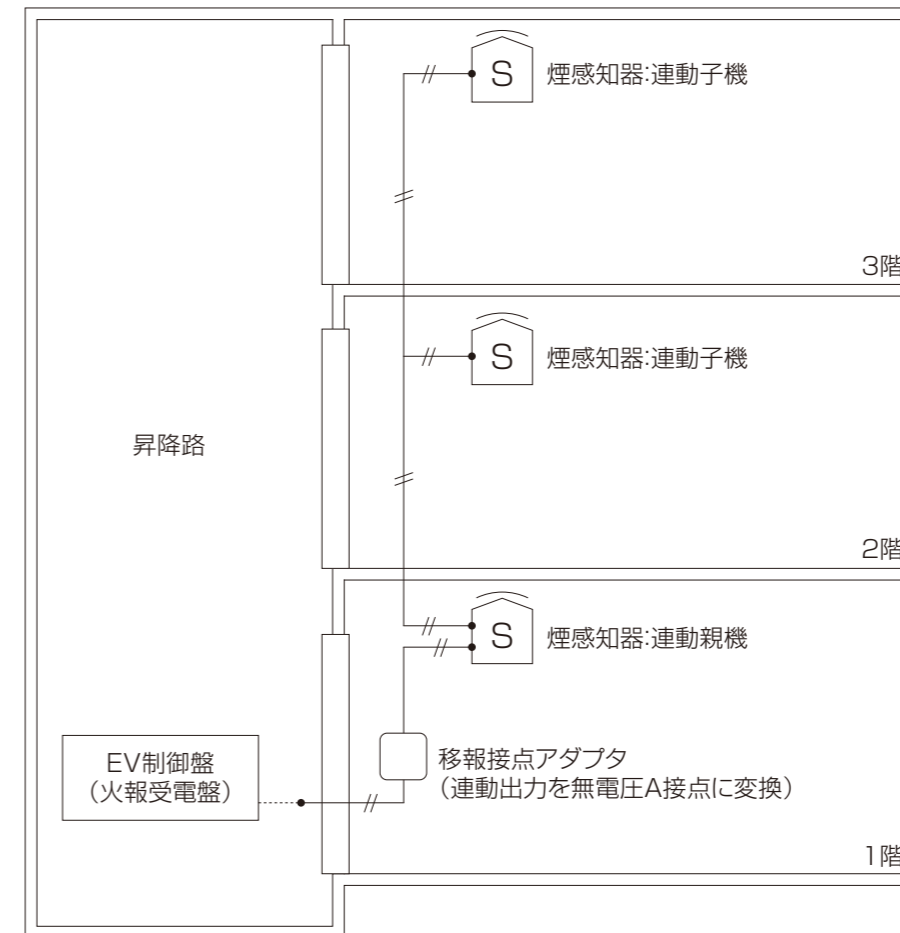 S 煙感知器:連動子機
3階
S 煙感知器:連動子機
昇降路
2階
S 煙感知器:連動親機
EV制御盤
(火報受電盤)
移報接点アダプタ
(連動出力を無電圧A接点に変換)
1階